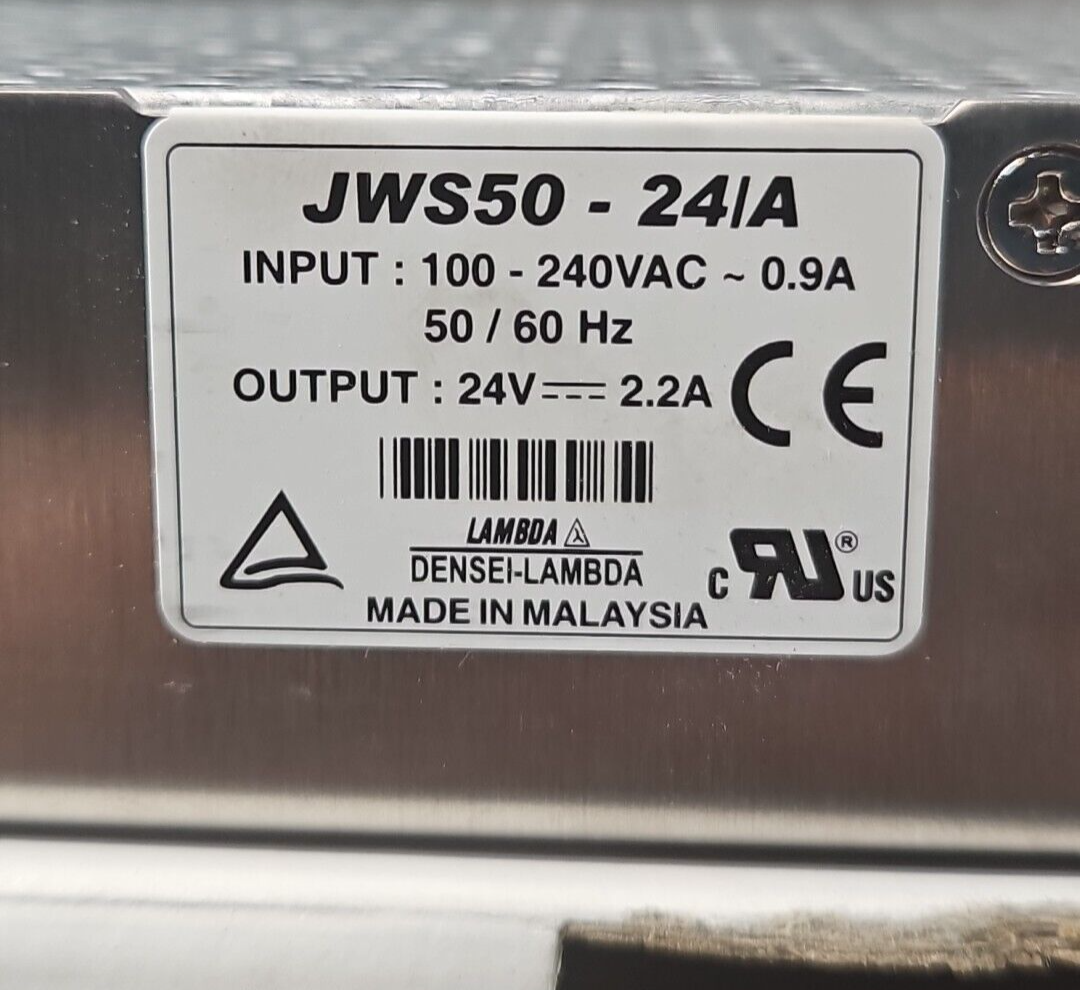 JWS50 - 24/A
INPUT : 100 - 240VAC ~ 0.9A
50 / 60 Hz
OUTPUT : 24V⎓ 2.2A
CE
LAMBDA λ
DENSEI-LAMBDA
MADE IN MALAYSIA
C RU ® US